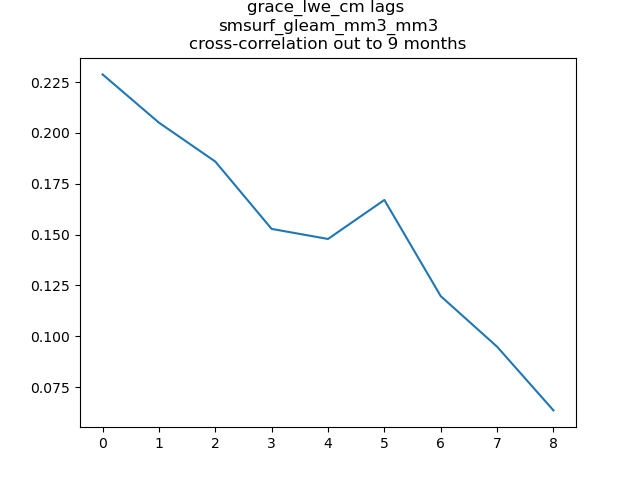 grace_lwe_cm lags
smsurf_gleam_mm3_mm3
cross-correlation out to 9 months
0.225
0.200
0.175
0.150
0.125
0.100
0.075
0 1 2 3 4 5 6 7 8